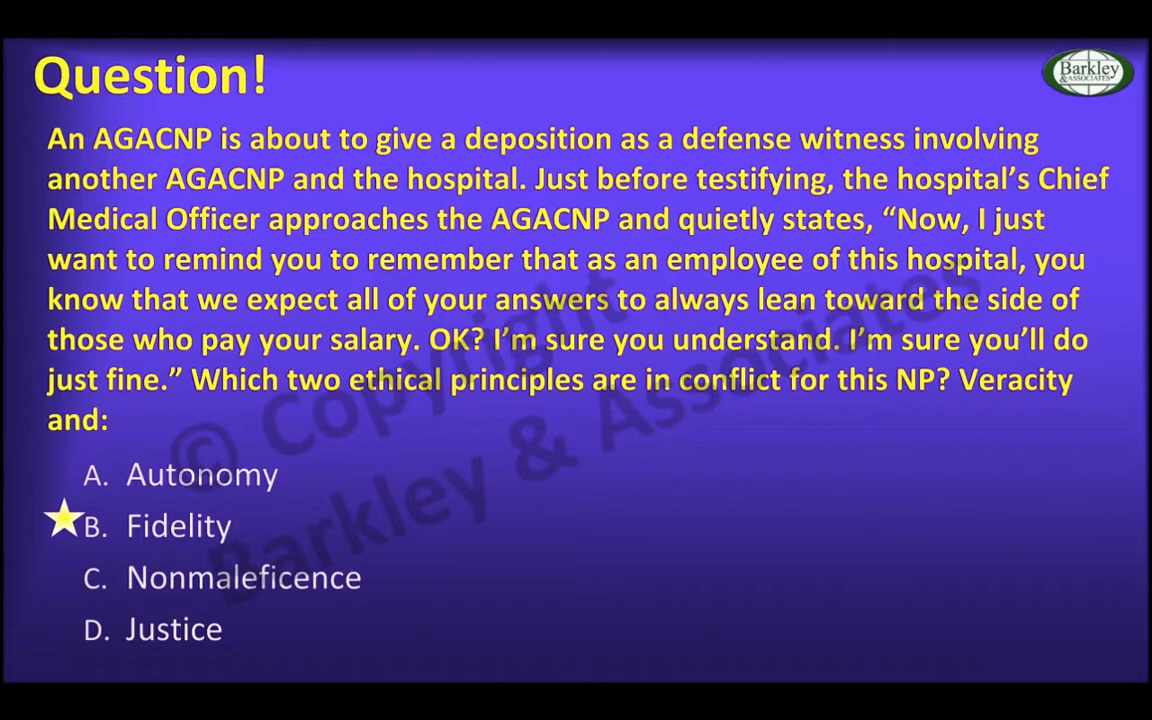 Question!
Barkley
& ASSOCIATES
An AGACNP is about to give a deposition as a defense witness involving
another AGACNP and the hospital. Just before testifying, the hospital’s Chief
Medical Officer approaches the AGACNP and quietly states, “Now, I just
want to remind you to remember that as an employee of this hospital, you
know that we expect all of your answers to always lean toward the side of
those who pay your salary. OK? I’m sure you understand. I’m sure you’ll do
just fine.” Which two ethical principles are in conflict for this NP? Veracity
and:
A. Autonomy
B. Fidelity
C. Nonmaleficence
D. Justice
© Copyright
Barkley & Associates